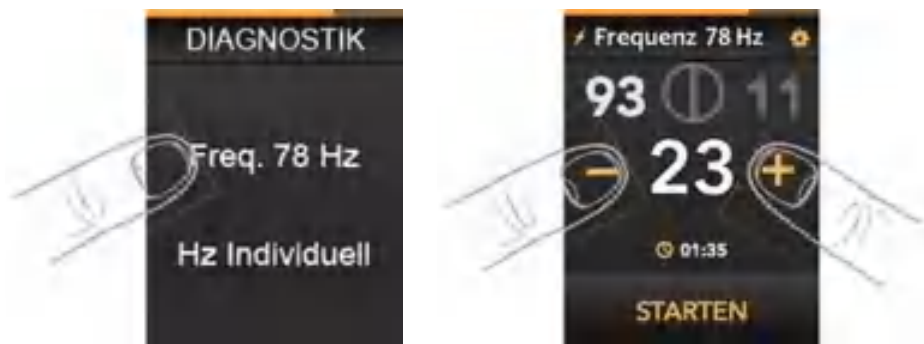 DIAGNOSTIK
Freq. 78 Hz
Hz Individuell
Frequenz 78 Hz
93 11
23
01:35
STARTEN